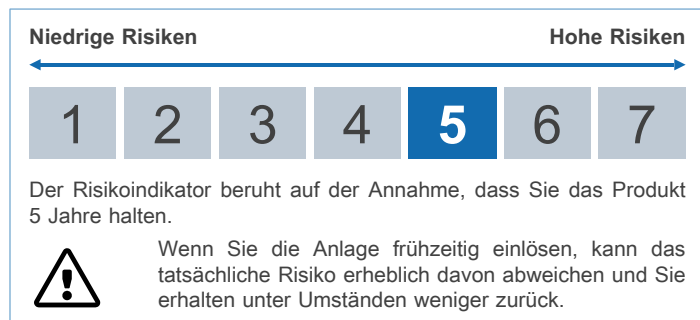 Niedrige Risiken Hohe Risiken
1 2 3 4 5 6 7
Der Risikoindikator beruht auf der Annahme, dass Sie das Produkt
5 Jahre halten.
Wenn Sie die Anlage frühzeitig einlösen, kann das
tatsächliche Risiko erheblich davon abweichen und Sie
erhalten unter Umständen weniger zurück.